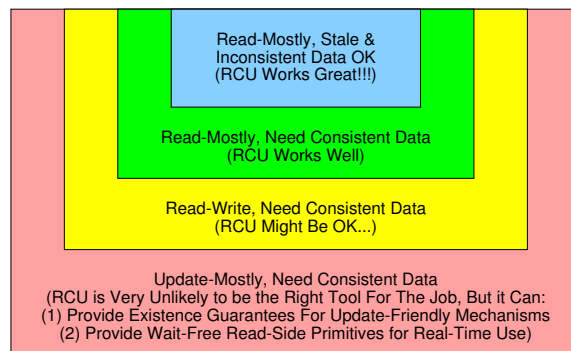 Read-Mostly, Stale &
Inconsistent Data OK
(RCU Works Great!!!)
Read-Mostly, Need Consistent Data
(RCU Works Well)
Read-Write, Need Consistent Data
(RCU Might Be OK...)
Update-Mostly, Need Consistent Data
(RCU is Very Unlikely to be the Right Tool For The Job, But it Can:
(1) Provide Existence Guarantees For Update-Friendly Mechanisms
(2) Provide Wait-Free Read-Side Primitives for Real-Time Use)